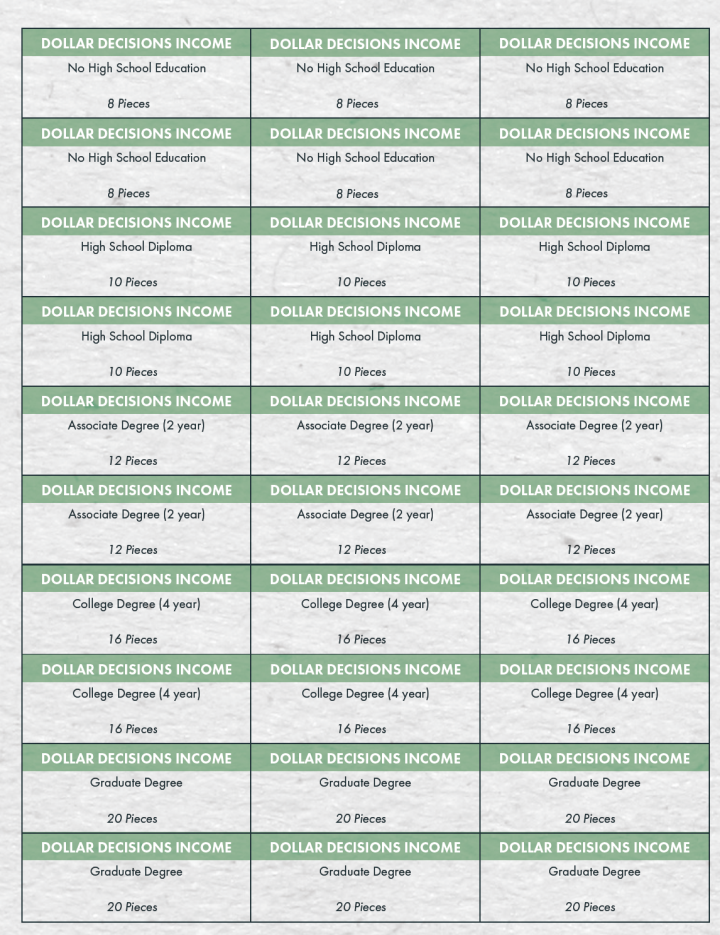 DOLLAR DECISIONS INCOME DOLLAR DECISIONS INCOME DOLLAR DECISIONS INCOME
No High School Education No High School Education No High School Education
8 Pieces 8 Pieces 8 Pieces
DOLLAR DECISIONS INCOME DOLLAR DECISIONS INCOME DOLLAR DECISIONS INCOME
No High School Education No High School Education No High School Education
8 Pieces 8 Pieces 8 Pieces
DOLLAR DECISIONS INCOME DOLLAR DECISIONS INCOME DOLLAR DECISIONS INCOME
High School Diploma High School Diploma High School Diploma
10 Pieces 10 Pieces 10 Pieces
DOLLAR DECISIONS INCOME DOLLAR DECISIONS INCOME DOLLAR DECISIONS INCOME
High School Diploma High School Diploma High School Diploma
10 Pieces 10 Pieces 10 Pieces
DOLLAR DECISIONS INCOME DOLLAR DECISIONS INCOME DOLLAR DECISIONS INCOME
Associate Degree (2 year) Associate Degree (2 year) Associate Degree (2 year)
12 Pieces 12 Pieces 12 Pieces
DOLLAR DECISIONS INCOME DOLLAR DECISIONS INCOME DOLLAR DECISIONS INCOME
Associate Degree (2 year) Associate Degree (2 year) Associate Degree (2 year)
12 Pieces 12 Pieces 12 Pieces
DOLLAR DECISIONS INCOME DOLLAR DECISIONS INCOME DOLLAR DECISIONS INCOME
College Degree (4 year) College Degree (4 year) College Degree (4 year)
16 Pieces 16 Pieces 16 Pieces
DOLLAR DECISIONS INCOME DOLLAR DECISIONS INCOME DOLLAR DECISIONS INCOME
College Degree (4 year) College Degree (4 year) College Degree (4 year)
16 Pieces 16 Pieces 16 Pieces
DOLLAR DECISIONS INCOME DOLLAR DECISIONS INCOME DOLLAR DECISIONS INCOME
Graduate Degree Graduate Degree Graduate Degree
20 Pieces 20 Pieces 20 Pieces
DOLLAR DECISIONS INCOME DOLLAR DECISIONS INCOME DOLLAR DECISIONS INCOME
Graduate Degree Graduate Degree Graduate Degree
20 Pieces 20 Pieces 20 Pieces